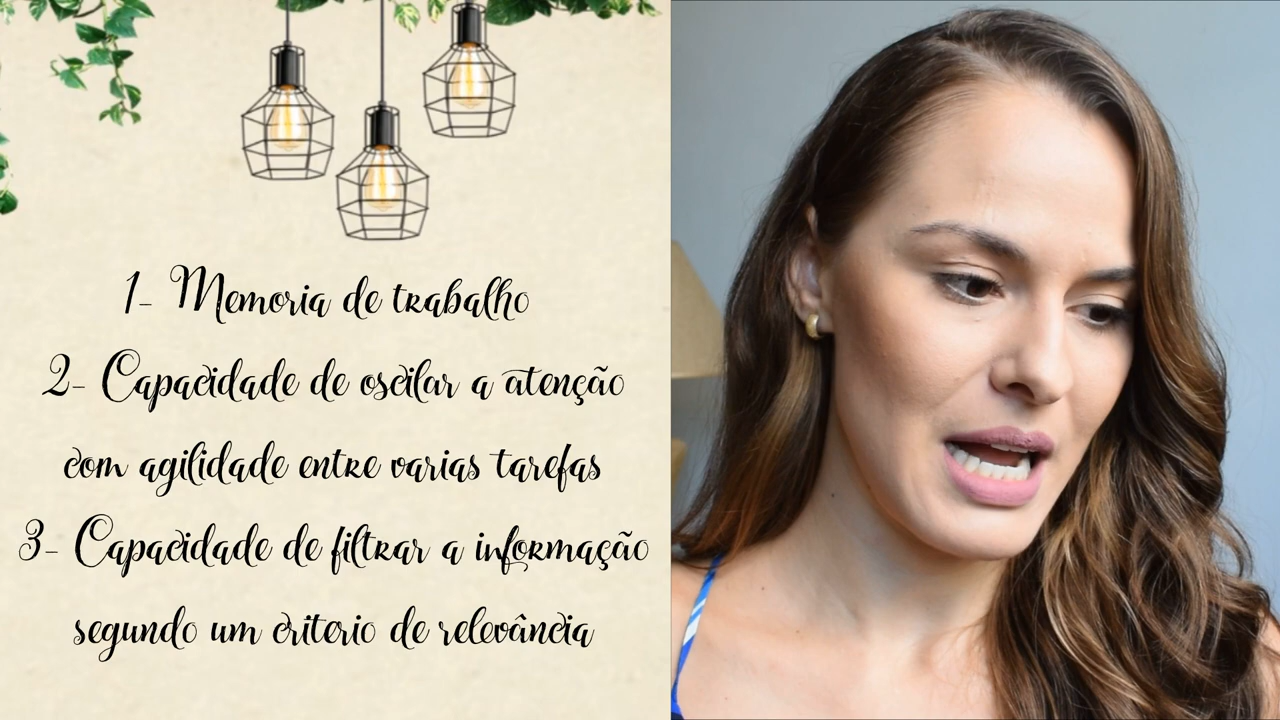 1- Memoria de trabalho
2- Capacidade de oscilar a atenção
com agilidade entre varias tarefas
3- Capacidade de filtrar a informação
segundo um criterio de relevância